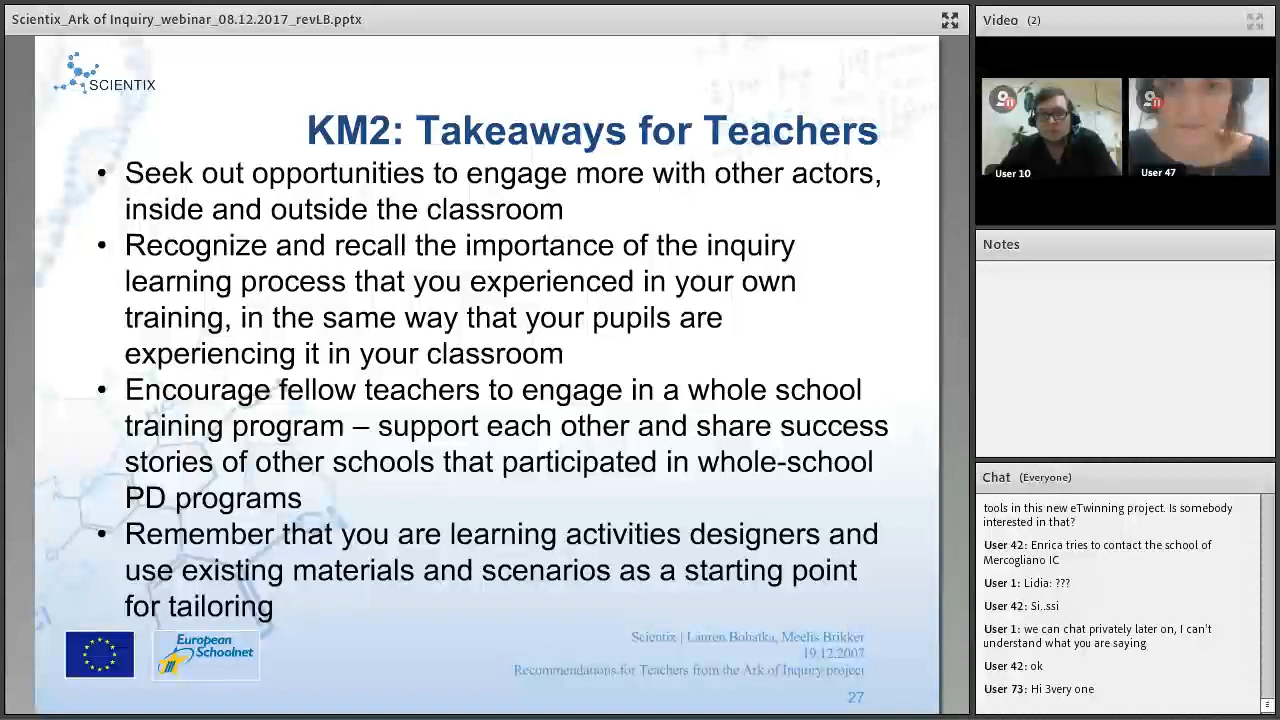 Scientix_Ark of Inquiry_webinar_08.12.2017_revLB.pptx
SCIENTIX
KM2: Takeaways for Teachers
• Seek out opportunities to engage more with other actors,
inside and outside the classroom
• Recognize and recall the importance of the inquiry
learning process that you experienced in your own
training, in the same way that your pupils are
experiencing it in your classroom
• Encourage fellow teachers to engage in a whole school
training program – support each other and share success
stories of other schools that participated in whole-school
PD programs
• Remember that you are learning activities designers and
use existing materials and scenarios as a starting point
for tailoring
European
Schoolnet
Scientix | Lauren Bohatka, Meelis Brikker
19.12.2007
Recommendations for Teachers from the Ark of Inquiry project
27
Video (2)
User 10
User 47
Notes
Chat (Everyone)
tools in this new eTwinning project. Is somebody
interested in that?
User 42: Enrica tries to contact the school of
Mercogliano IC
User 1: Lidia: ???
User 42: Si..ssi
User 1: we can chat privately later on, I can't
understand what you are saying
User 42: ok
User 73: Hi 3very one